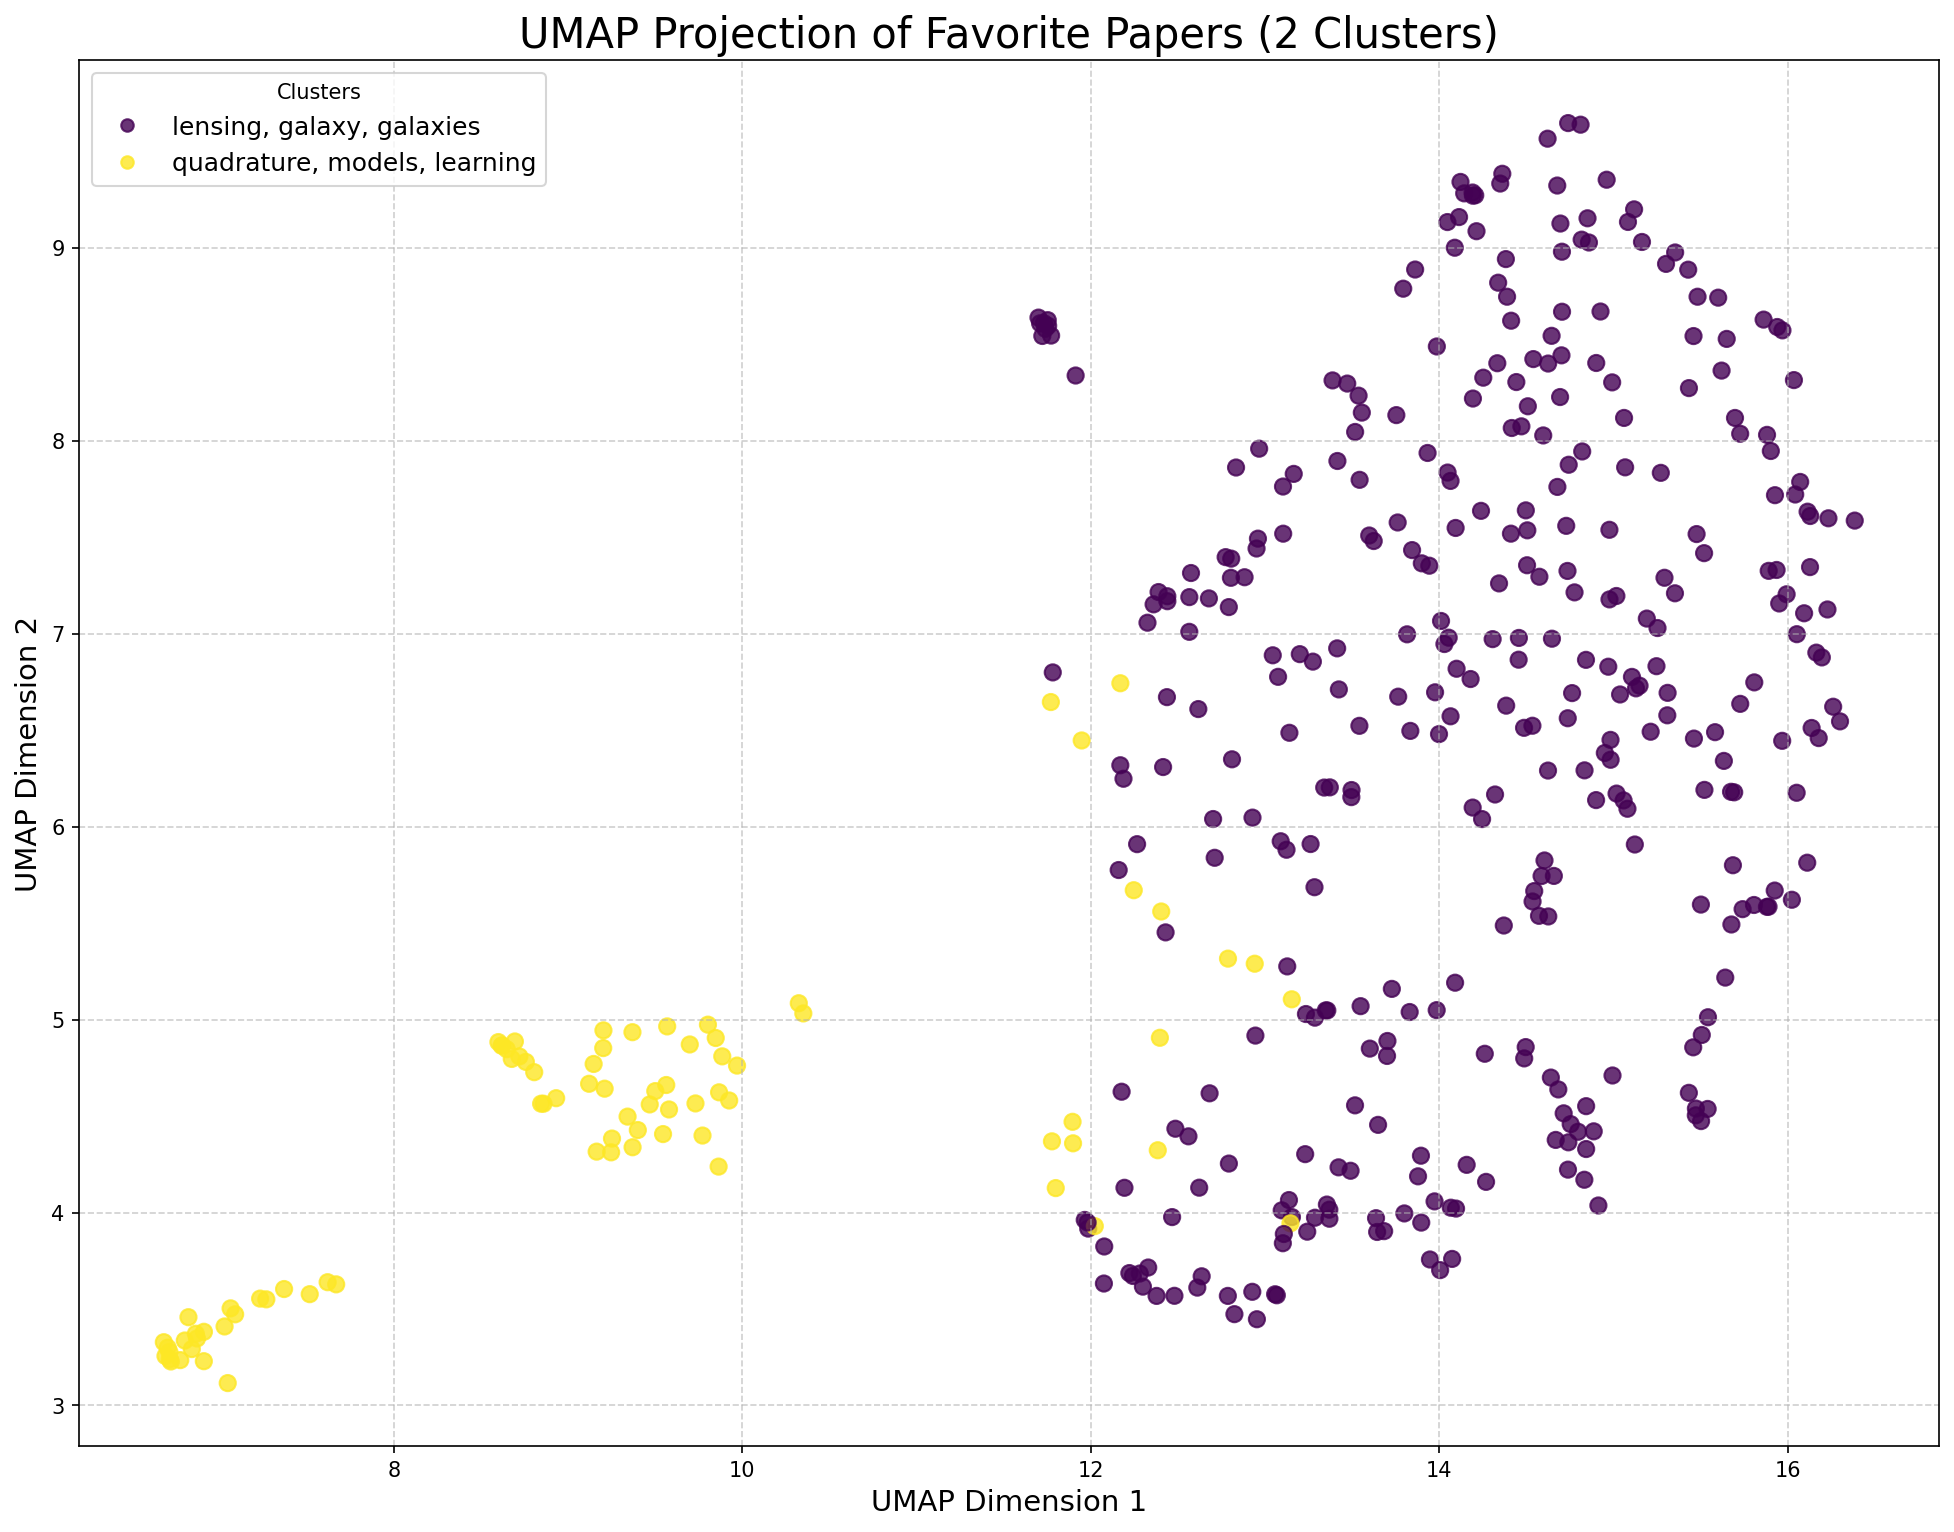 UMAP Projection of Favorite Papers (2 Clusters)
Clusters
lensing, galaxy, galaxies
quadrature, models, learning
9
8
7
6
5
4
3
UMAP Dimension 2
8
10
12
14
16
UMAP Dimension 1